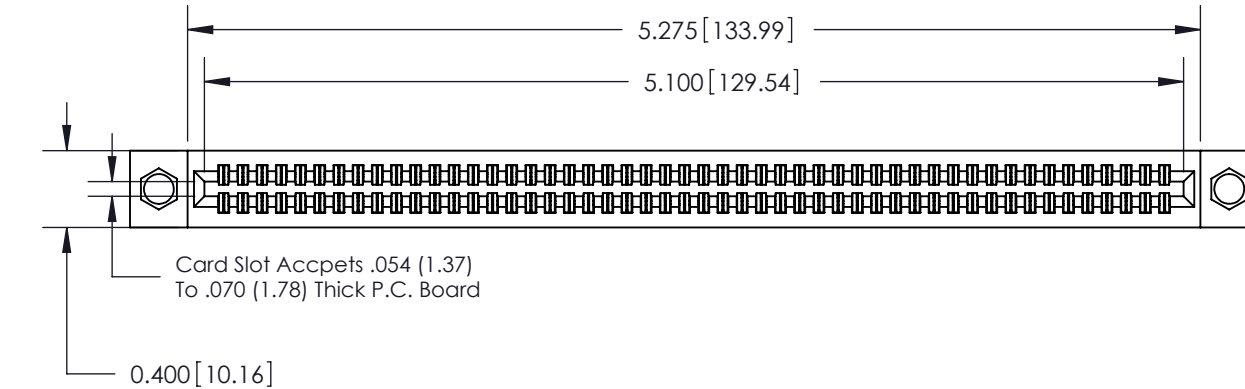 5.275[133.99]
5.100[129.54]
Card Slot Accpets .054 (1.37)
To .070 (1.78) Thick P.C. Board
0.400[10.16]